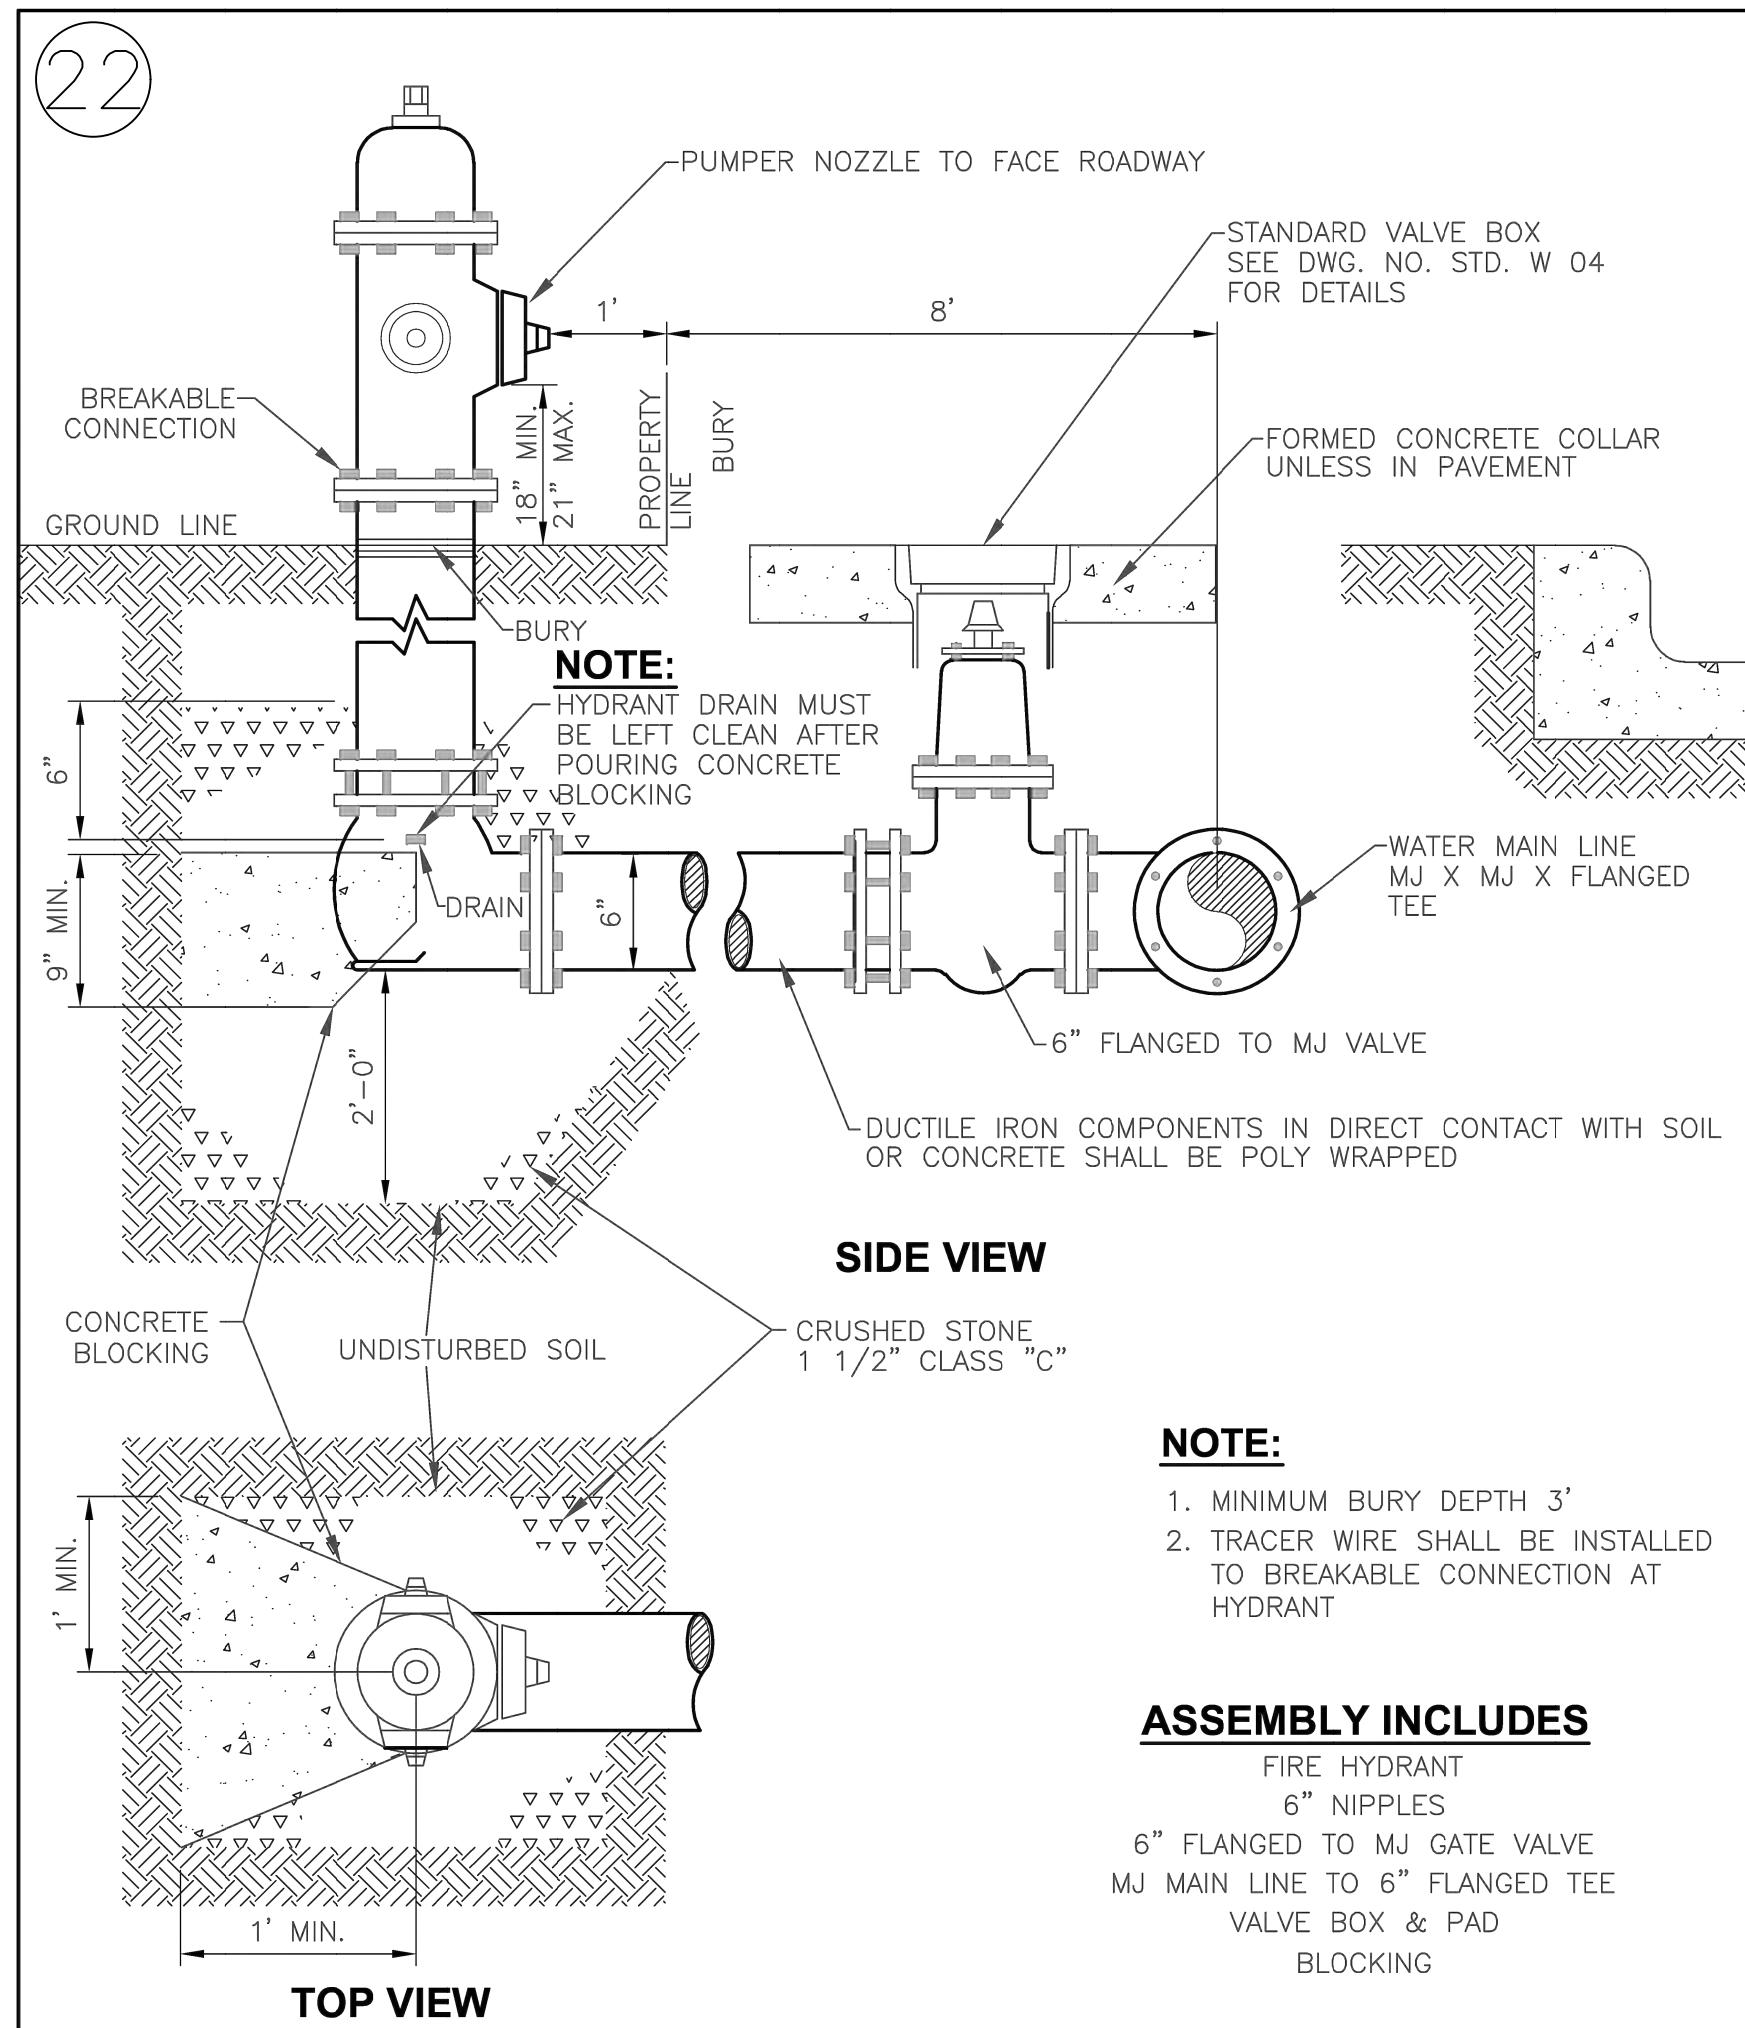 22
PUMPER NOZZLE TO FACE ROADWAY
STANDARD VALVE BOX
SEE DWG. NO. STD. W 04
FOR DETAILS
1'
8'
BREAKABLE
CONNECTION
18" MIN.
21" MAX.
PROPERTY
LINE
BURY
FORMED CONCRETE COLLAR
UNLESS IN PAVEMENT
GROUND LINE
BURY
NOTE:
HYDRANT DRAIN MUST
BE LEFT CLEAN AFTER
POURING CONCRETE
BLOCKING
6"
9" MIN.
DRAIN
6"
WATER MAIN LINE
MJ X MJ X FLANGED
TEE
2'-0"
6" FLANGED TO MJ VALVE
DUCTILE IRON COMPONENTS IN DIRECT CONTACT WITH SOIL
OR CONCRETE SHALL BE POLY WRAPPED
SIDE VIEW
CONCRETE
BLOCKING
UNDISTURBED SOIL
CRUSHED STONE
1 1/2" CLASS "C"
1' MIN.
1' MIN.
TOP VIEW
NOTE:
1. MINIMUM BURY DEPTH 3'
2. TRACER WIRE SHALL BE INSTALLED
TO BREAKABLE CONNECTION AT
HYDRANT
ASSEMBLY INCLUDES
FIRE HYDRANT
6" NIPPLES
6" FLANGED TO MJ GATE VALVE
MJ MAIN LINE TO 6" FLANGED TEE
VALVE BOX & PAD
BLOCKING